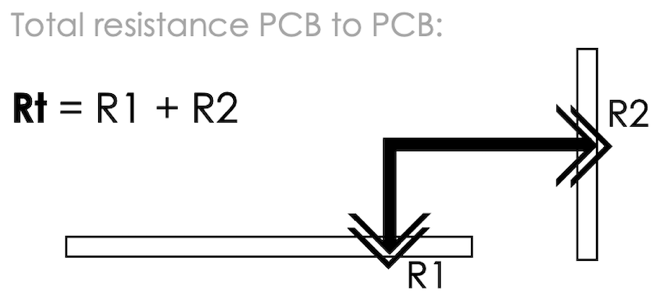 Total resistance PCB to PCB:
Rt = R1 + R2
R2
R1